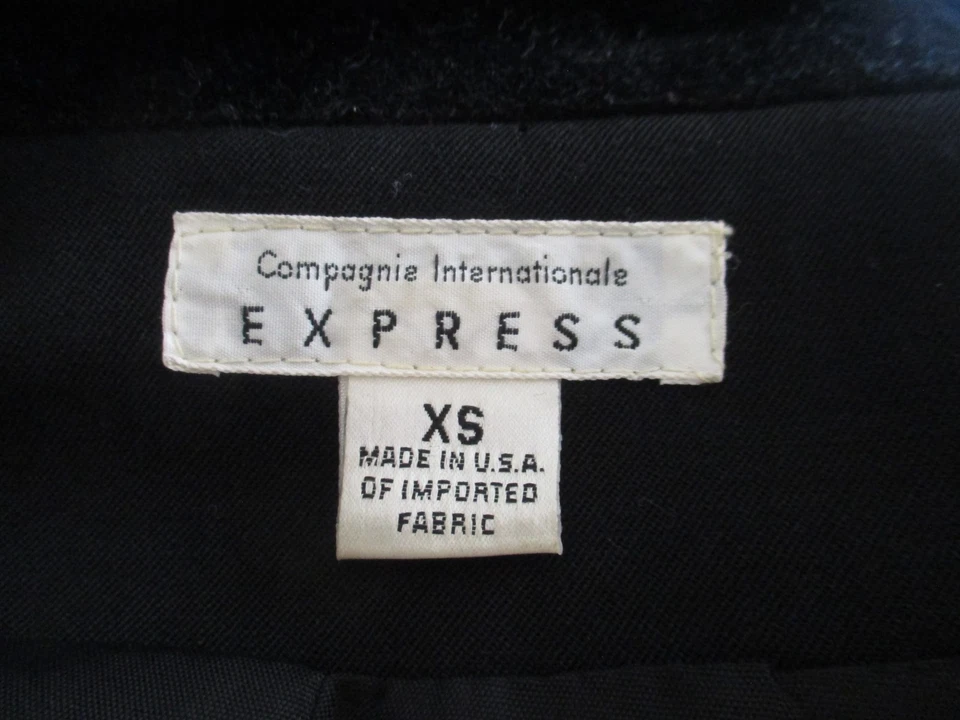 Compagnie Internationale
EXPRESS
XS
MADE IN U.S.A.
OF IMPORTED
FABRIC